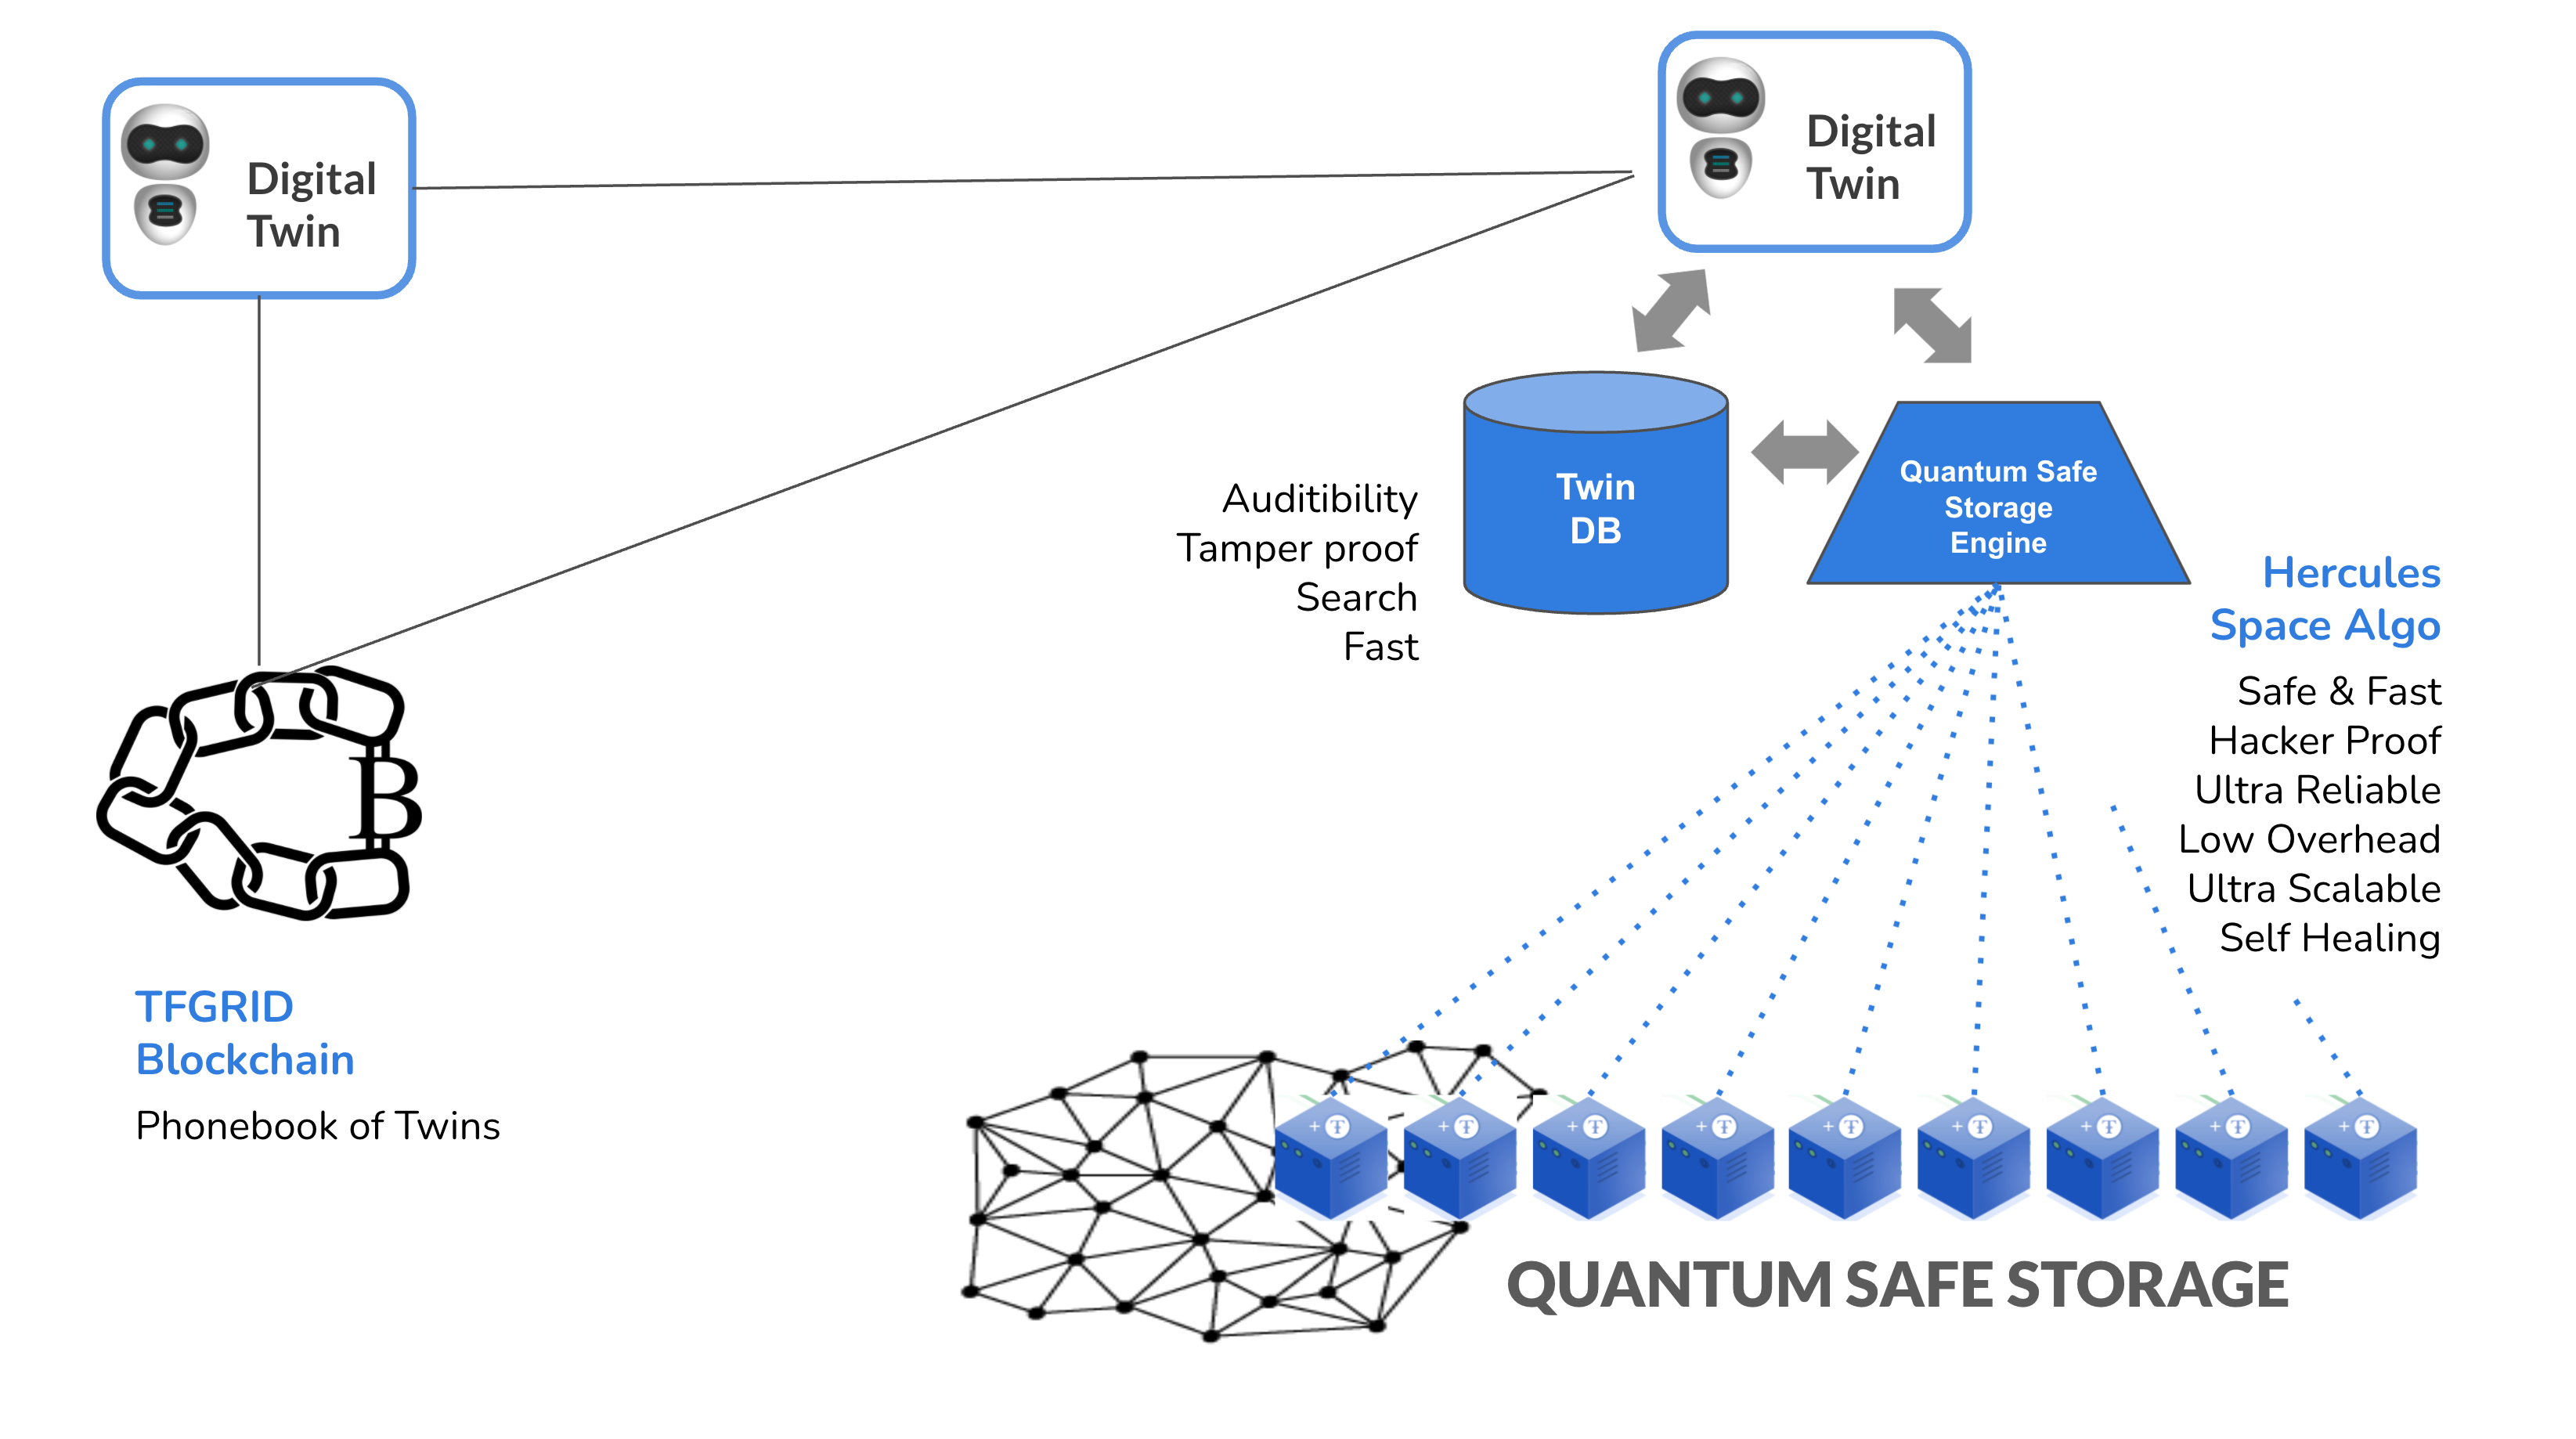 Digital
Twin
Digital
Twin
Twin
DB
Quantum Safe
Storage
Engine
Auditibility
Tamper proof
Search
Fast
Hercules
Space Algo
Safe & Fast
Hacker Proof
Ultra Reliable
Low Overhead
Ultra Scalable
Self Healing
B
TFGRID
Blockchain
Phonebook of Twins
QUANTUM SAFE STORAGE